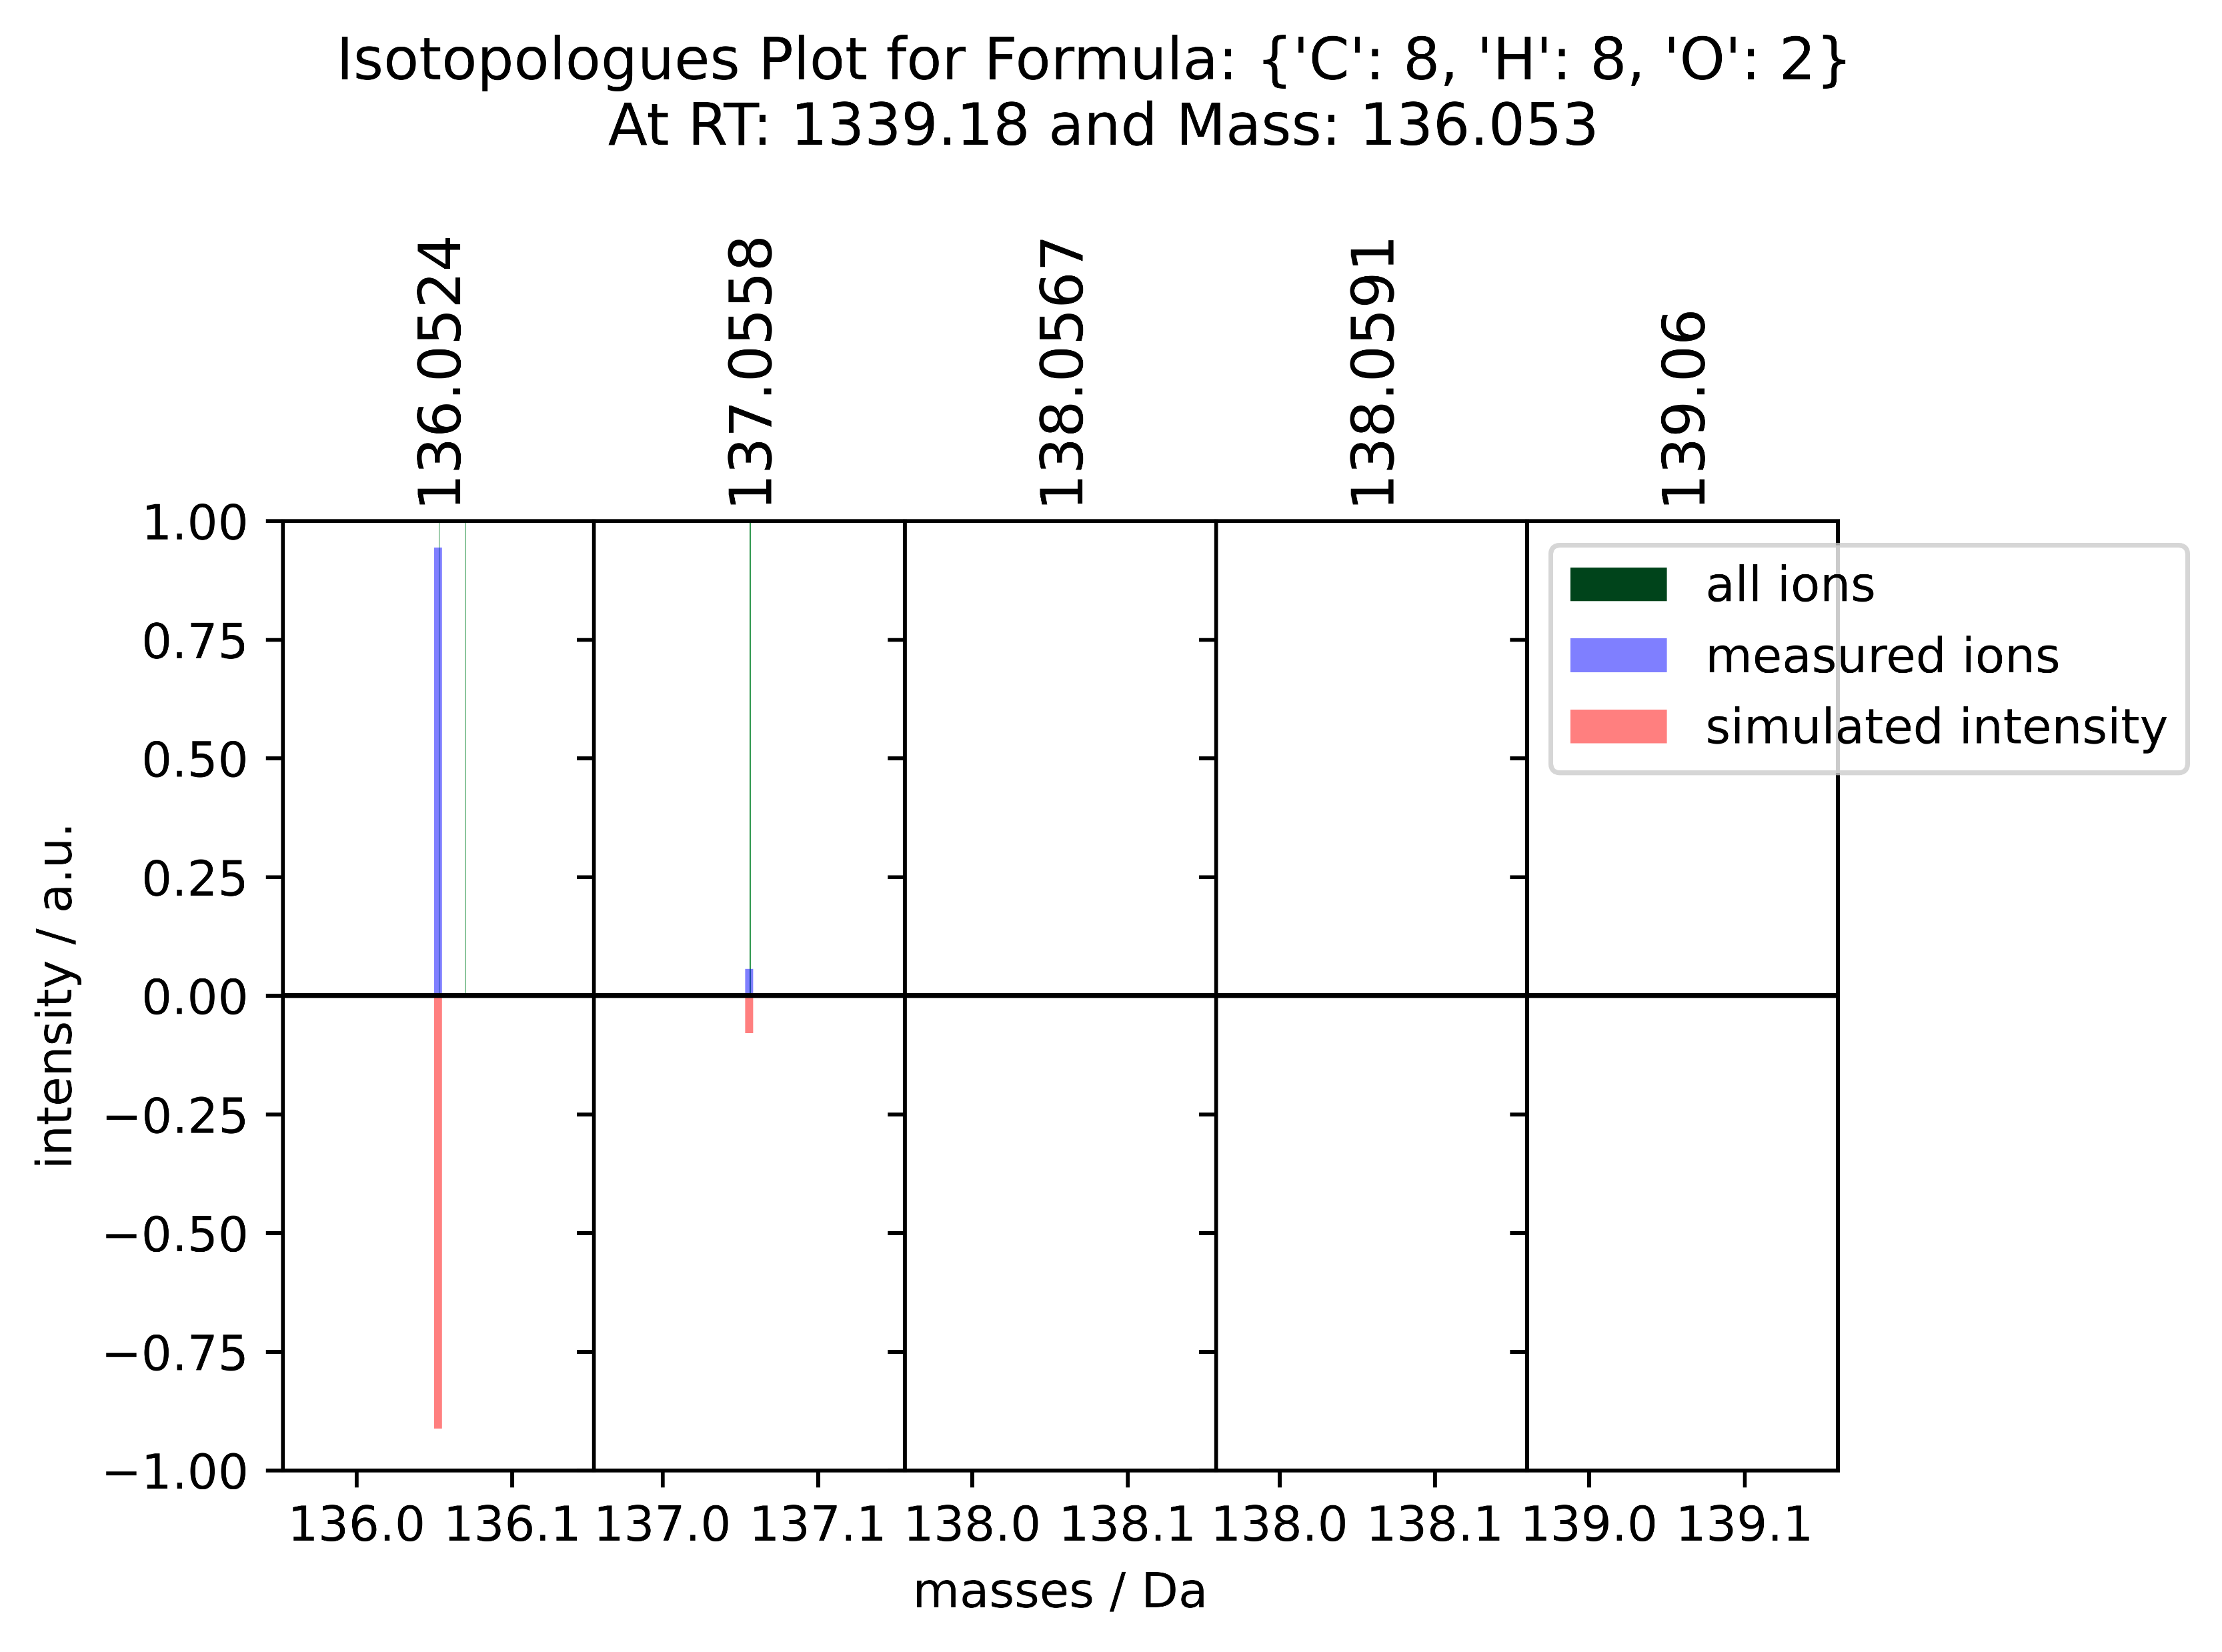 Isotopologues Plot for Formula: {'C': 8, 'H': 8, 'O': 2}
At RT: 1339.18 and Mass: 136.053
136.0524
137.0558
138.0567
138.0591
139.06
1.00
0.75
0.50
0.25
0.00
−0.25
−0.50
−0.75
−1.00
intensity / a.u.
all ions
measured ions
simulated intensity
136.0 136.1 137.0 137.1 138.0 138.1 138.0 138.1 139.0 139.1
masses / Da